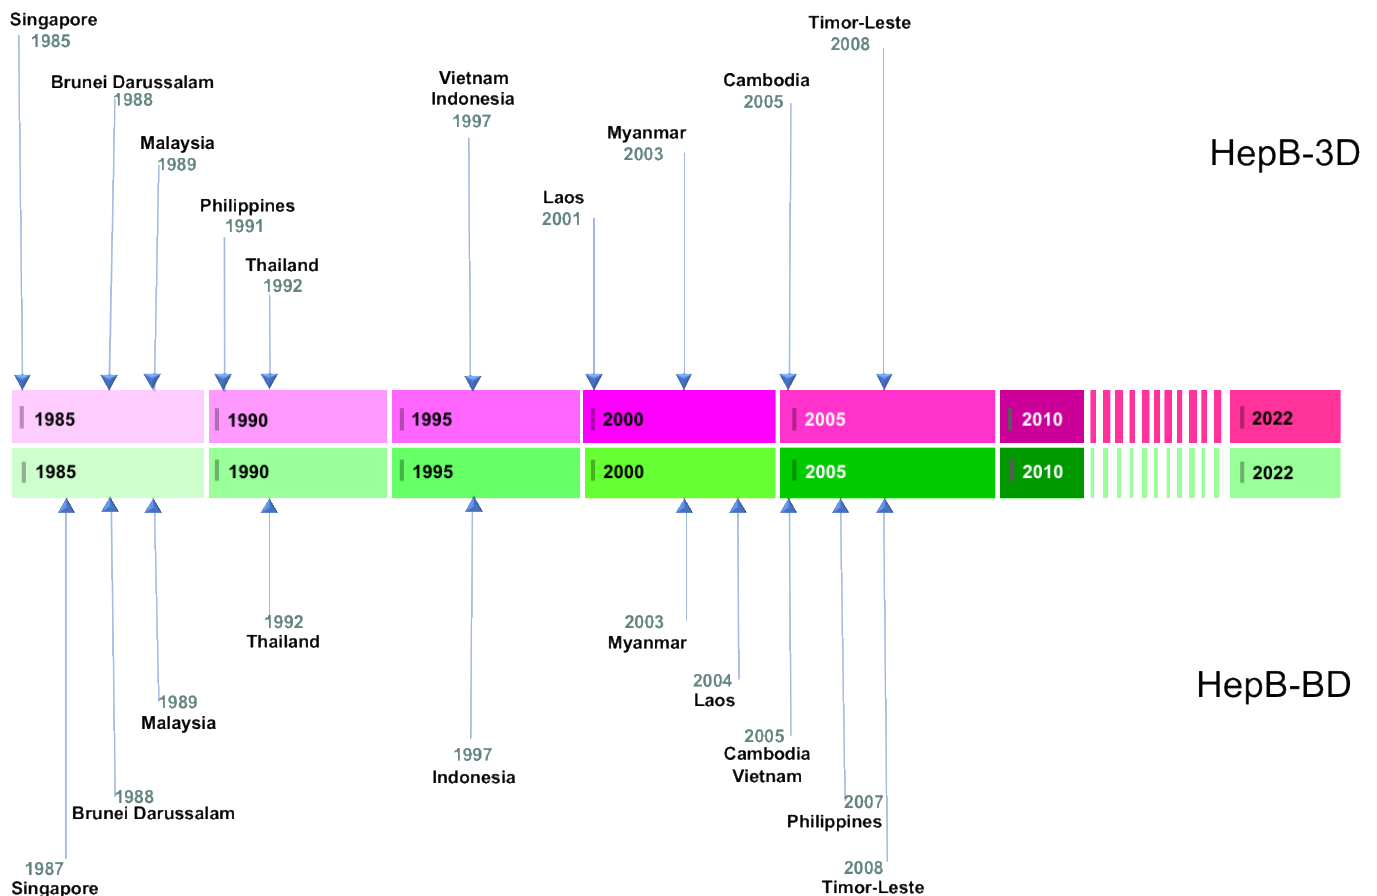 Singapore
1985
Timor-Leste
2008
Brunei Darussalam
1988
Vietnam
Indonesia
1997
Cambodia
2005
Malaysia
1989
Myanmar
2003
HepB-3D
Philippines
1991
Laos
2001
Thailand
1992
1985
1990
1995
2000
2005
2010
2022
1985
1990
1995
2000
2005
2010
2022
1992
Thailand
2003
Myanmar
1989
Malaysia
2004
Laos
HepB-BD
1997
Indonesia
2005
Cambodia
Vietnam
1988
Brunei Darussalam
2007
Philippines
1987
Singapore
2008
Timor-Leste